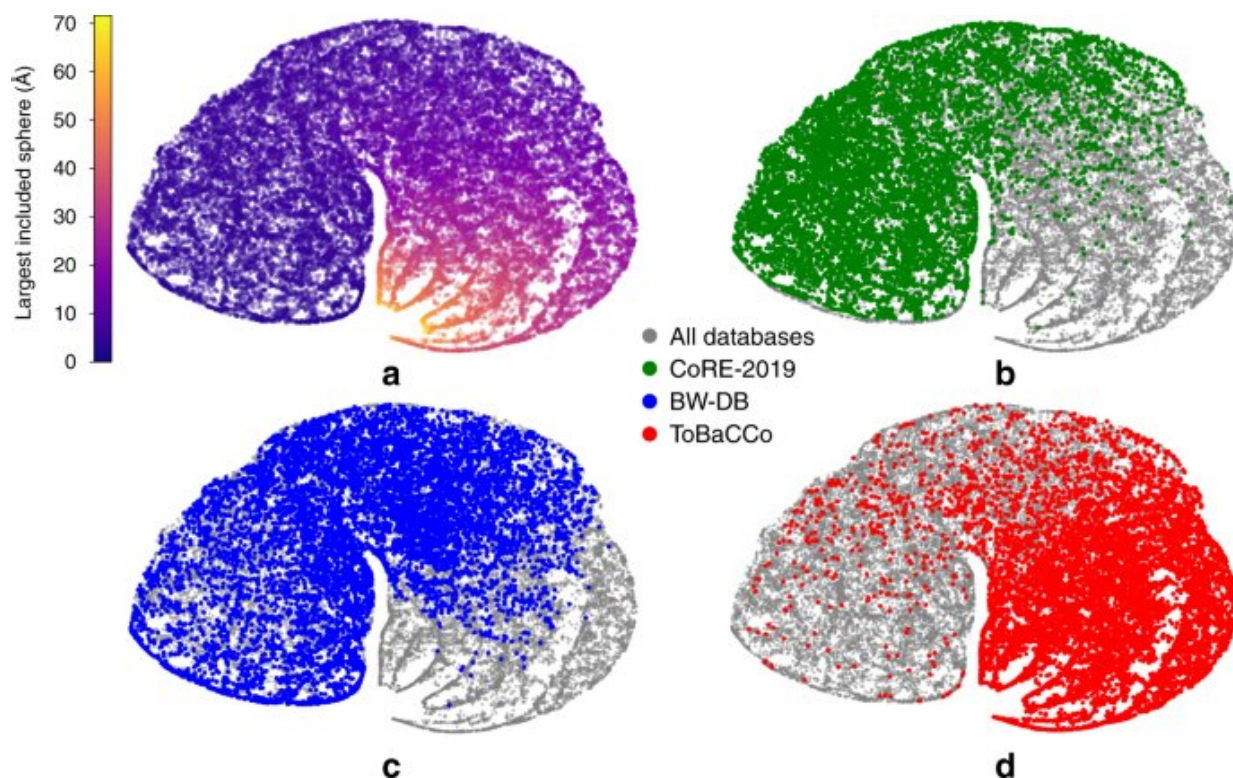 70
60
50
40
30
20
10
0
Largest included sphere (Å)
a
b
All databases
CoRE-2019
BW-DB
ToBaCCo
c
d